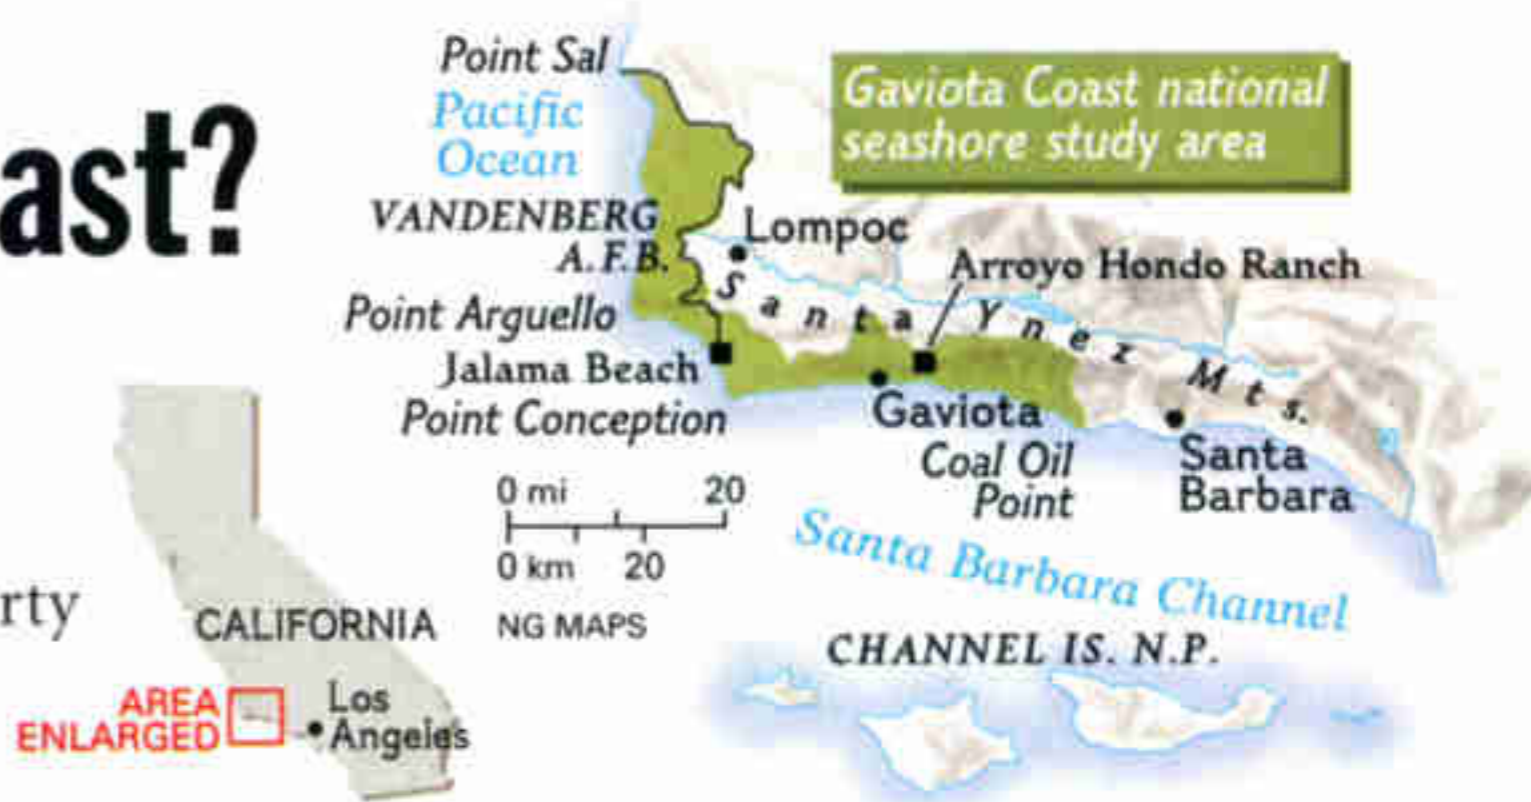 ast?
rty
Point Sal
Pacific
Ocean
Gaviota Coast national
seashore study area
VANDENBERG
A.F.B.
Lompoc
Arroyo Hondo Ranch
Santa Ynez Mts.
Point Arguello
Jalama Beach
Point Conception
Gaviota
Coal Oil
Point
Santa
Barbara
0 mi 20
0 km 20
NG MAPS
Santa Barbara Channel
CHANNEL IS. N.P.
CALIFORNIA
AREA
ENLARGED
Los
Angeles